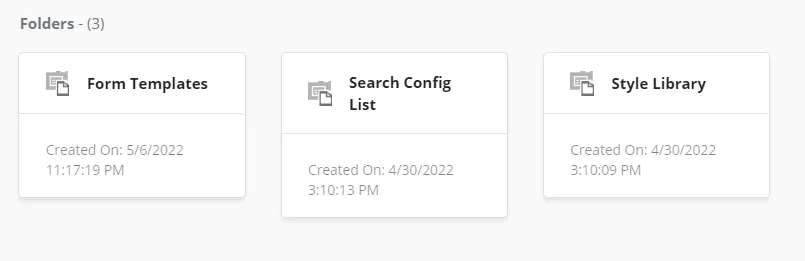 Folders - (3)
Form Templates
Created On: 5/6/2022
11:17:19 PM
Search Config
List
Created On: 4/30/2022
3:10:13 PM
Style Library
Created On: 4/30/2022
3:10:09 PM